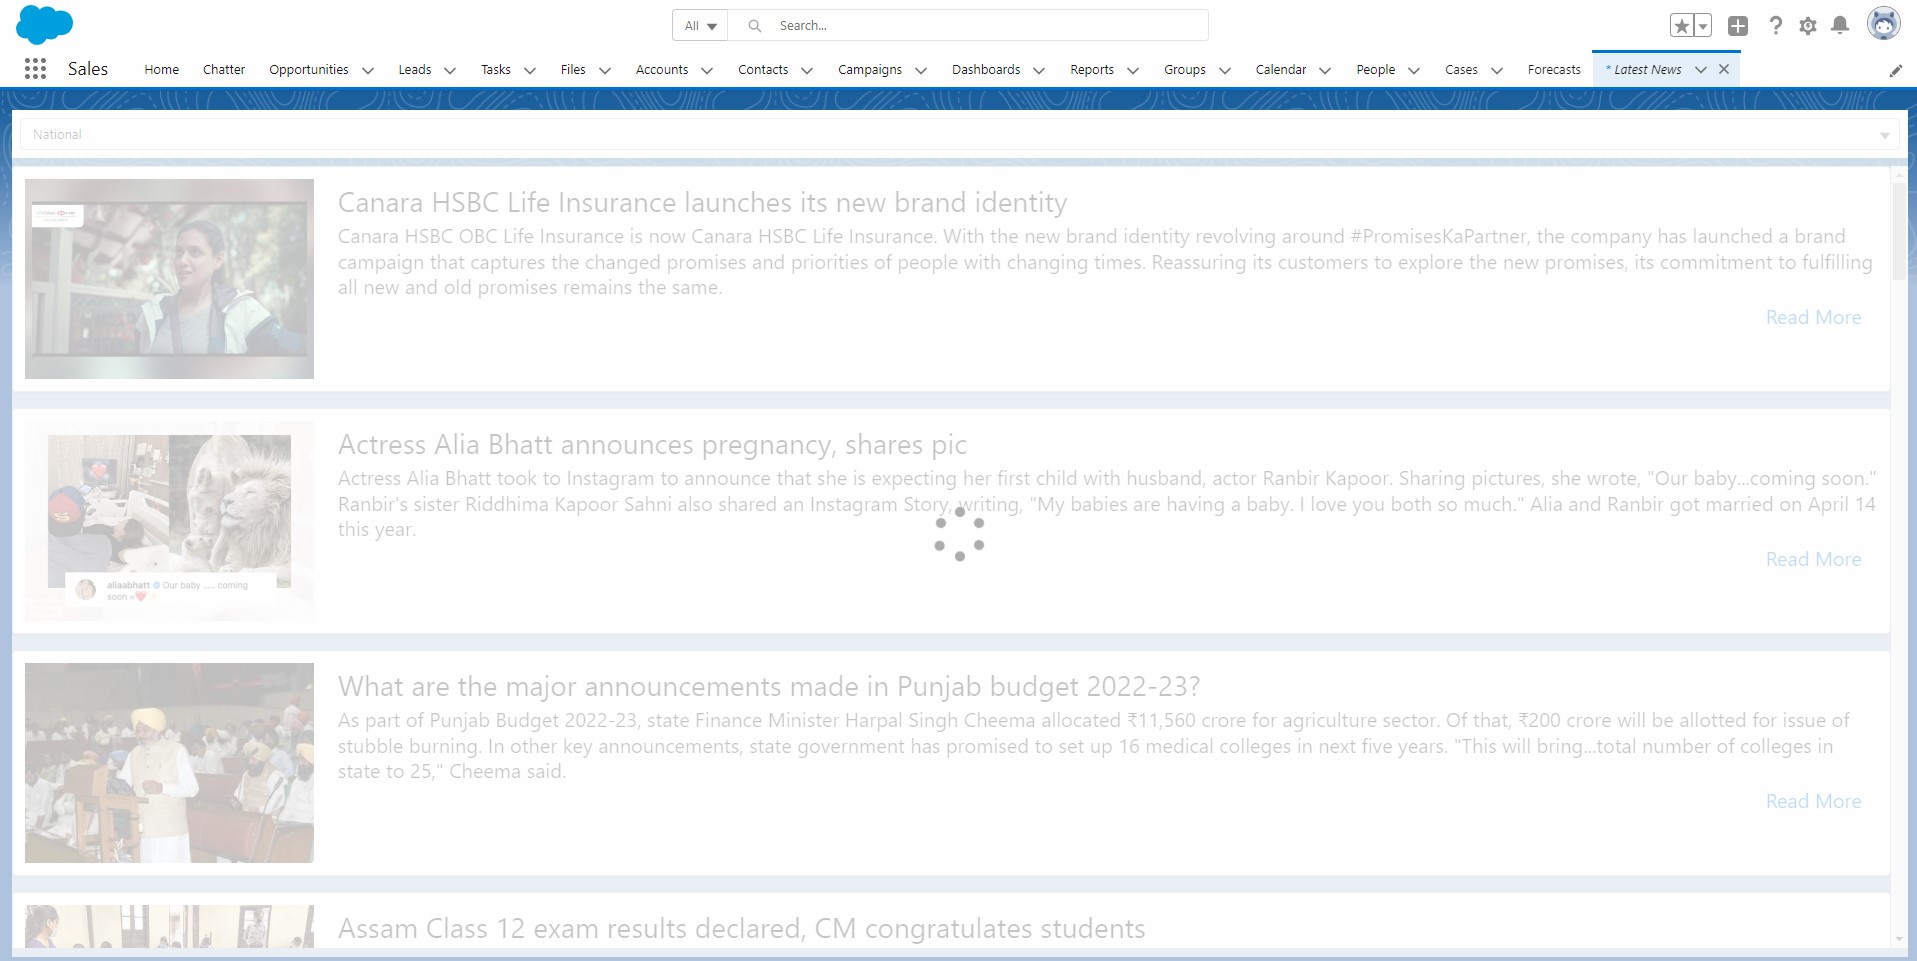 All
Search...
Sales
Home
Chatter
Opportunities
Leads
Tasks
Files
Accounts
Contacts
Campaigns
Dashboards
Reports
Groups
Calendar
People
Cases
Forecasts
* Latest News
National
Canara HSBC Life Insurance launches its new brand identity
Canara HSBC OBC Life Insurance is now Canara HSBC Life Insurance. With the new brand identity revolving around #PromisesKaPartner, the company has launched a brand
campaign that captures the changed promises and priorities of people with changing times. Reassuring its customers to explore the new promises, its commitment to fulfilling
all new and old promises remains the same.
Read More
Actress Alia Bhatt announces pregnancy, shares pic
Actress Alia Bhatt took to Instagram to announce that she is expecting her first child with husband, actor Ranbir Kapoor. Sharing pictures, she wrote, "Our baby...coming soon."
Ranbir's sister Riddhima Kapoor Sahni also shared an Instagram Story, writing, "My babies are having a baby. I love you both so much." Alia and Ranbir got married on April 14
this year.
Read More
aliaabhatt Our baby ..... coming
soon
What are the major announcements made in Punjab budget 2022-23?
As part of Punjab Budget 2022-23, state Finance Minister Harpal Singh Cheema allocated ₹11,560 crore for agriculture sector. Of that, ₹200 crore will be allotted for issue of
stubble burning. In other key announcements, state government has promised to set up 16 medical colleges in next five years. "This will bring...total number of colleges in
state to 25," Cheema said.
Read More
Assam Class 12 exam results declared, CM congratulates students